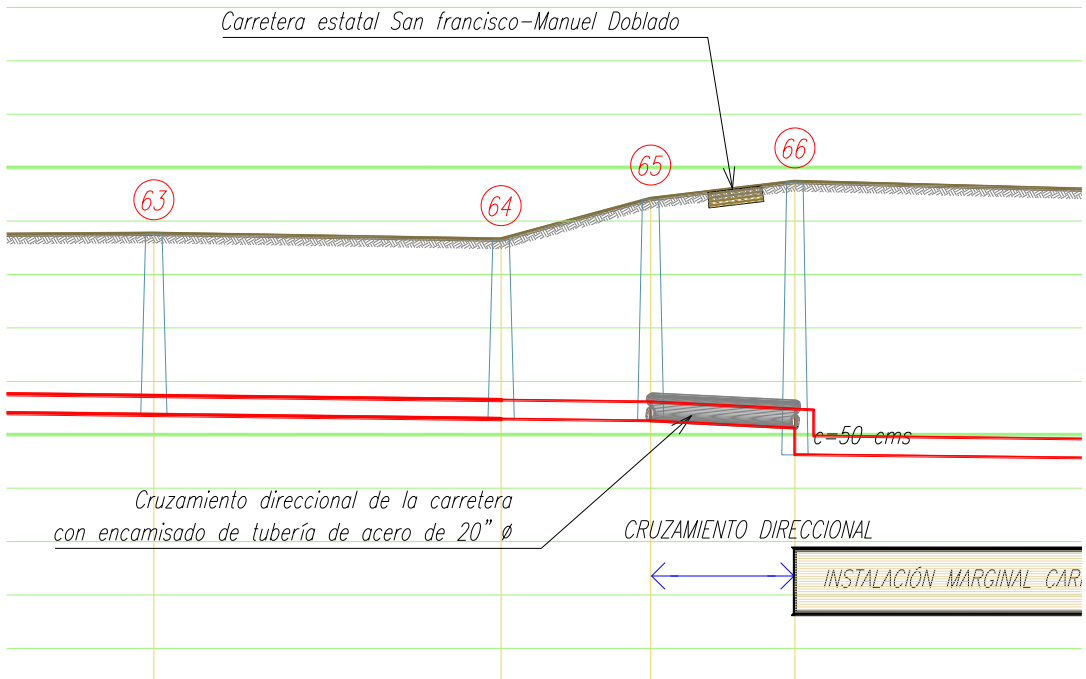 Carretera estatal San francisco-Manuel Doblado
66
65
63
64
c=50 cms
Cruzamiento direccional de la carretera
con encamisado de tubería de acero de 20" ø
CRUZAMIENTO DIRECCIONAL
INSTALACIÓN MARGINAL